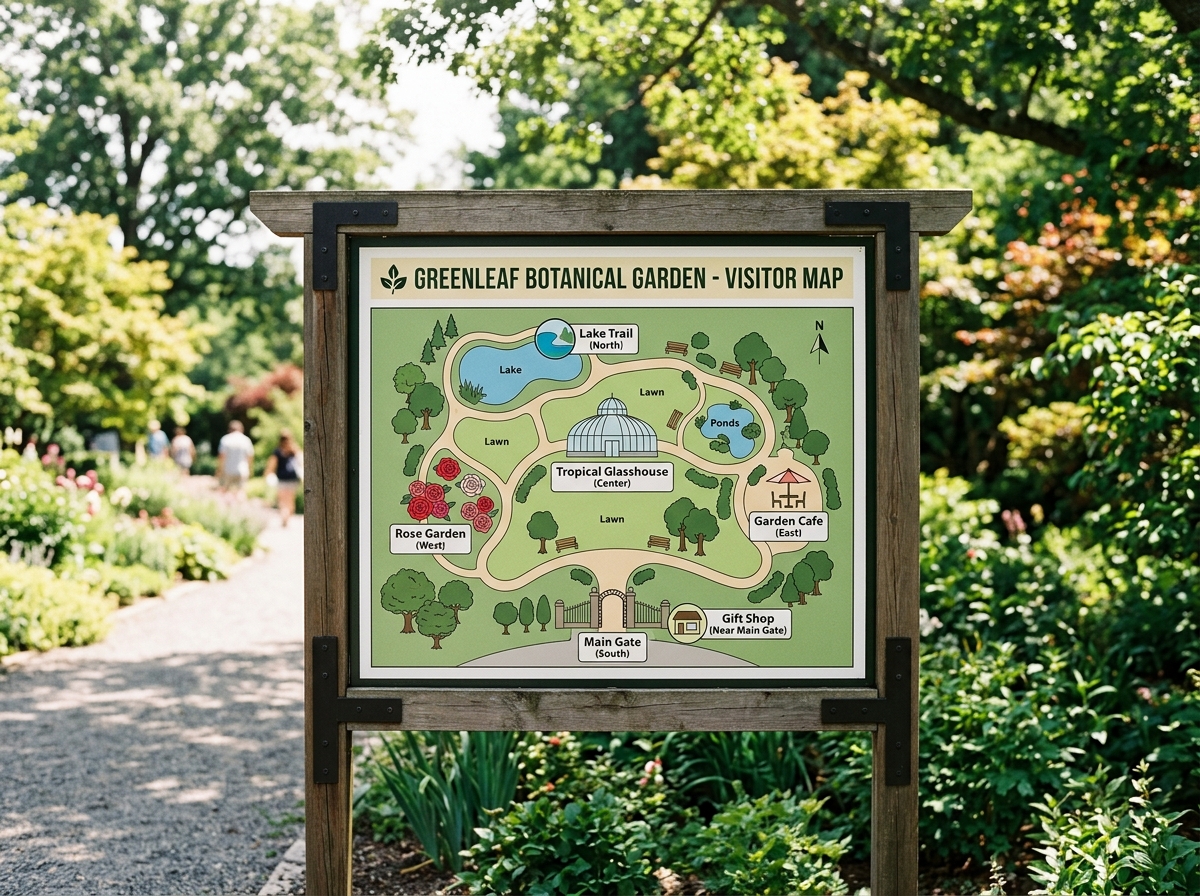 GREENLEAF BOTANICAL GARDEN - VISITOR MAP
N
Lake Trail
(North)
Lake
Lawn
Ponds
Lawn
Tropical Glasshouse
(Center)
Rose Garden
(West)
Lawn
Garden Cafe
(East)
Gift Shop
(Near Main Gate)
Main Gate
(South)